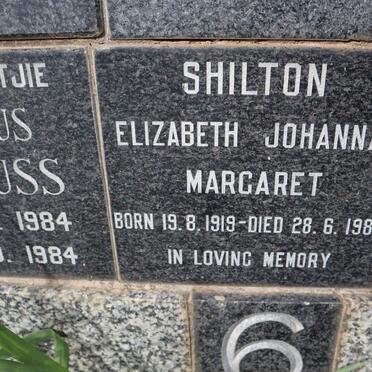 TJIE
US
USS
1984
1984
SHILTON
ELIZABETH JOHANNA
MARGARET
BORN 19.8.1919-DIED 28.6.198
IN LOVING MEMORY
6